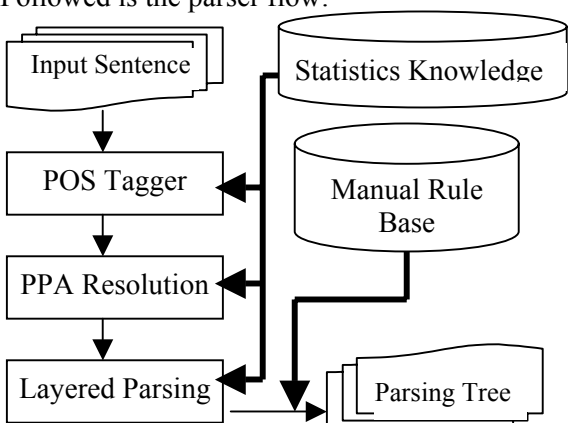 Followed is the parser flow:
Input Sentence
Statistics Knowledge
POS Tagger
Manual Rule
Base
PPA Resolution
Layered Parsing
Parsing Tree